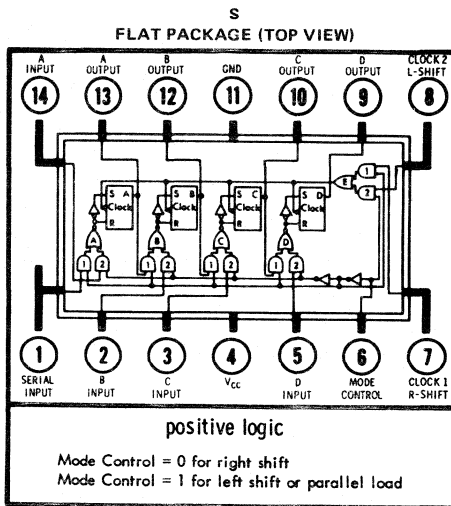 S
FLAT PACKAGE (TOP VIEW)
A INPUT
A OUTPUT
B OUTPUT
GND
C OUTPUT
D OUTPUT
CLOCK 2 L-SHIFT
14
13
12
11
10
9
8
S A
Clock
R
S B
Clock
R
S C
Clock
R
S D
Clock
R
E
1
2
A
B
C
D
1 2
1 2
1 2
1 2
1
2
3
4
5
6
7
SERIAL INPUT
B INPUT
C INPUT
VCC
D INPUT
MODE CONTROL
CLOCK 1 R-SHIFT
positive logic
Mode Control = 0 for right shift
Mode Control = 1 for left shift or parallel load